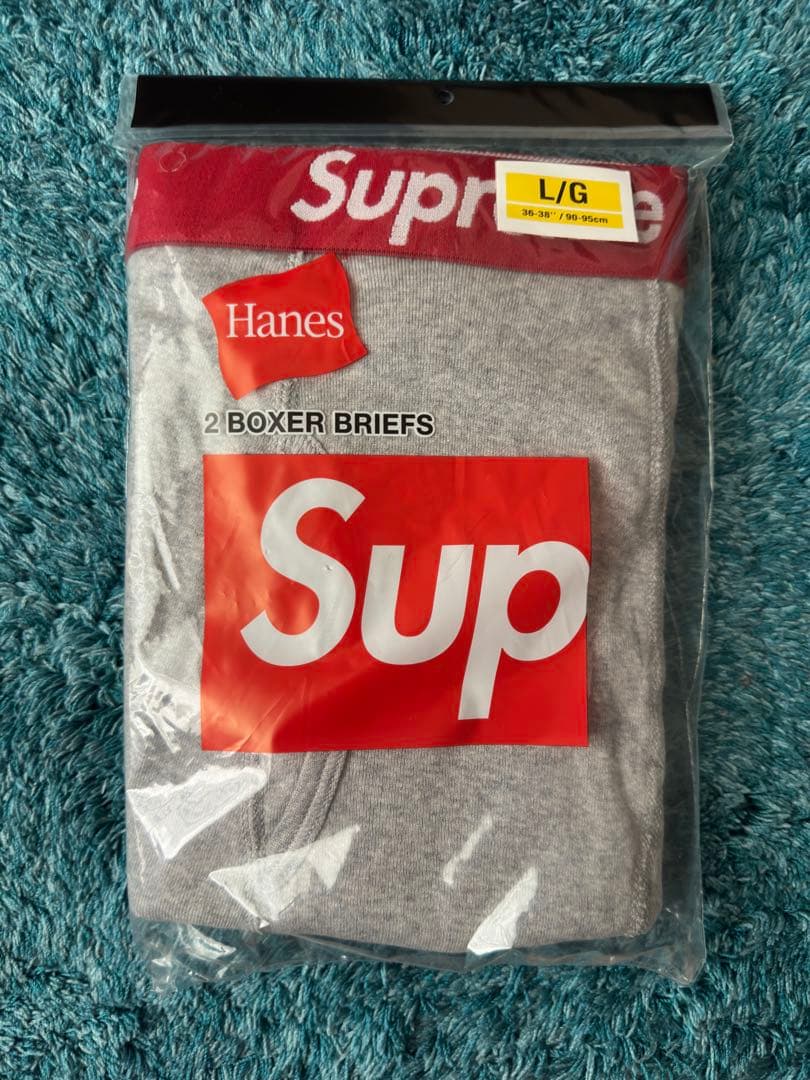 Supr
e
L/G
36-38" / 90-95cm
Hanes
2 BOXER BRIEFS
Sup